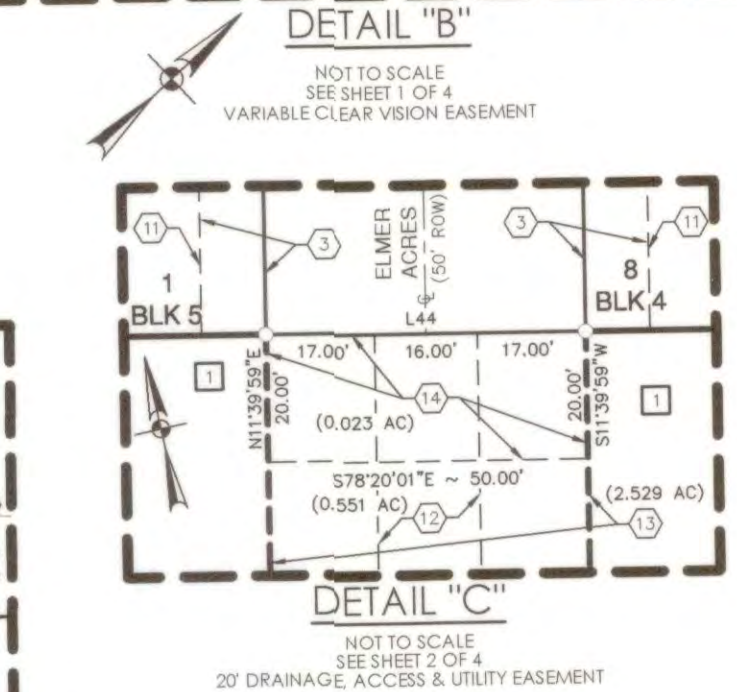 DETAIL "B"
NOT TO SCALE
SEE SHEET 1 OF 4
VARIABLE CLEAR VISION EASEMENT
11
3
ELMER
ACRES
(50' ROW)
3
11
1
BLK 5
8
BLK 4
L44
17.00'
16.00'
17.00'
1
N11°39'59"E
20.00'
14
(0.023 AC)
20.00'
S11°39'59"W
1
S78°20'01"E ~ 50.00'
(0.551 AC)
12
(2.529 AC)
13
DETAIL "C"
NOT TO SCALE
SEE SHEET 2 OF 4
20' DRAINAGE, ACCESS & UTILITY EASEMENT